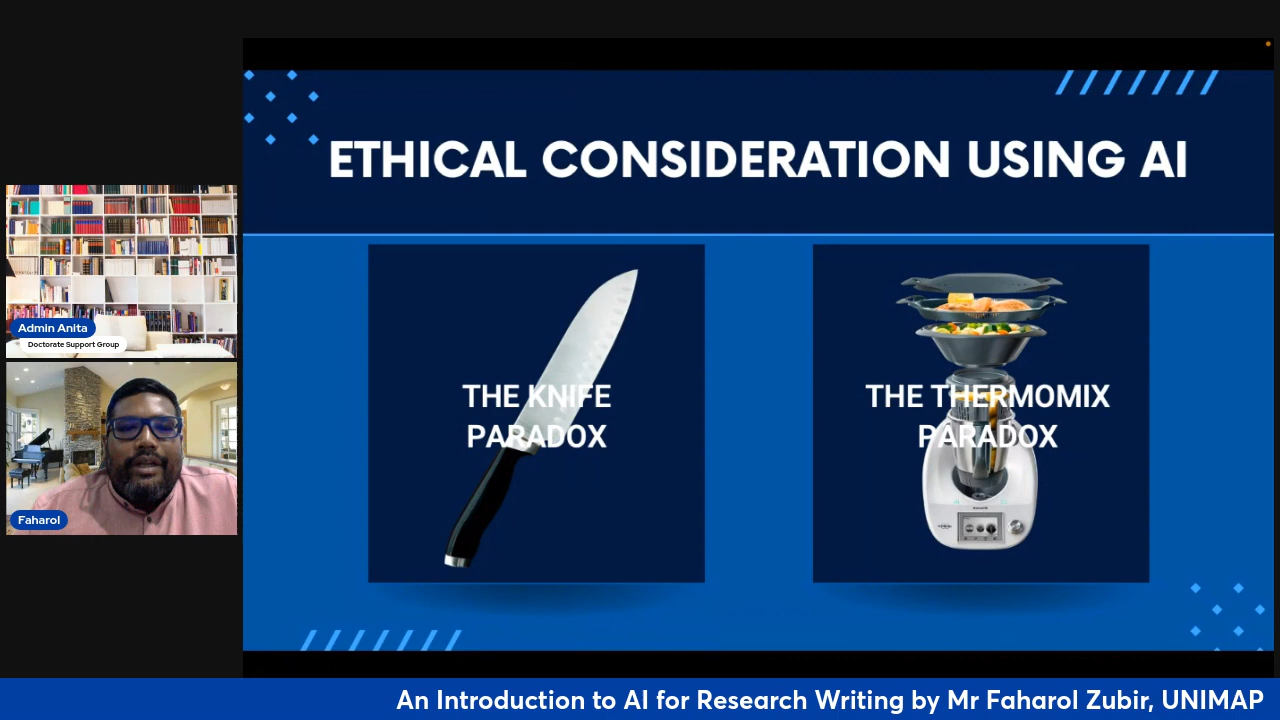 ETHICAL CONSIDERATION USING AI
THE KNIFE
PARADOX
THE THERMOMIX
PARADOX
Admin Anita
Doctorate Support Group
Faharol
An Introduction to AI for Research Writing by Mr Faharol Zubir, UNIMAP